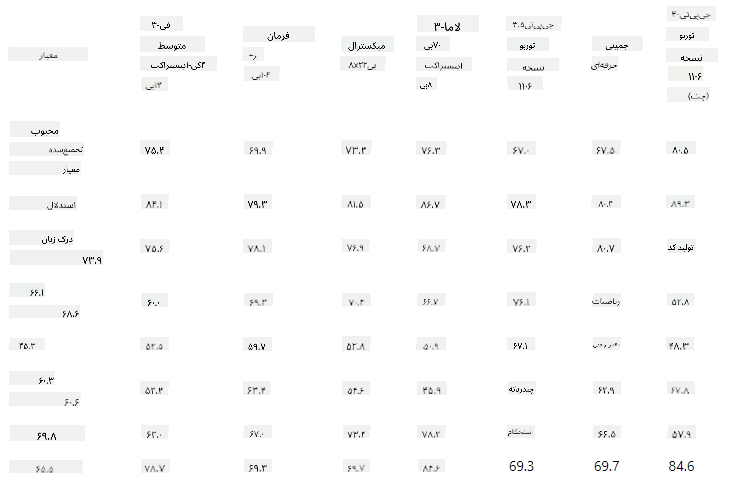 معیار
فی-۳
متوسط
۴کی-اینستراکت
۱۴بی
فرمان
ر+
۱۰۴بی
میکسترال
۸x۲۲بی
لاما-۳
۷۰بی
اینستراکت
۸بی
جی‌پی‌تی-۳.۵
توربو
نسخه
۱۱۰۶
جمینی
حرفه‌ای
جی‌پی‌تی-۴
توربو
نسخه
۱۱۰۶
(چت)
محبوب
تجمیع‌شده
معیار
۷۵.۴
۶۹.۹
۷۳.۴
۷۶.۳
۶۷.۰
۶۷.۵
۸۰.۵
استدلال
۸۴.۱
۷۹.۳
۸۱.۵
۸۶.۷
۷۸.۳
۸۰.۴
۸۹.۳
درک زبان
۷۳.۹
۷۵.۶
۷۸.۱
۷۶.۹
۶۸.۷
۷۶.۲
۸۰.۷
تولید کد
۶۶.۱
۶۸.۶
۶۰.۰
۶۹.۳
۷۰.۴
۶۶.۷
۷۶.۱
ریاضیات
۵۲.۸
۴۵.۳
۵۲.۵
۵۹.۷
۵۲.۸
۵۰.۹
۶۷.۱
۴۸.۳
۶۰.۳
۶۰.۶
۵۲.۳
۶۳.۴
۵۴.۶
۴۵.۹
چندزبانه
۶۲.۹
۶۷.۸
۶۹.۸
۶۲.۰
۶۷.۰
۷۳.۴
۷۸.۲
استحکام
۶۶.۵
۵۷.۹
۶۵.۵
۷۸.۷
۶۹.۳
۶۹.۷
۸۴.۶
69.3
69.7
84.6